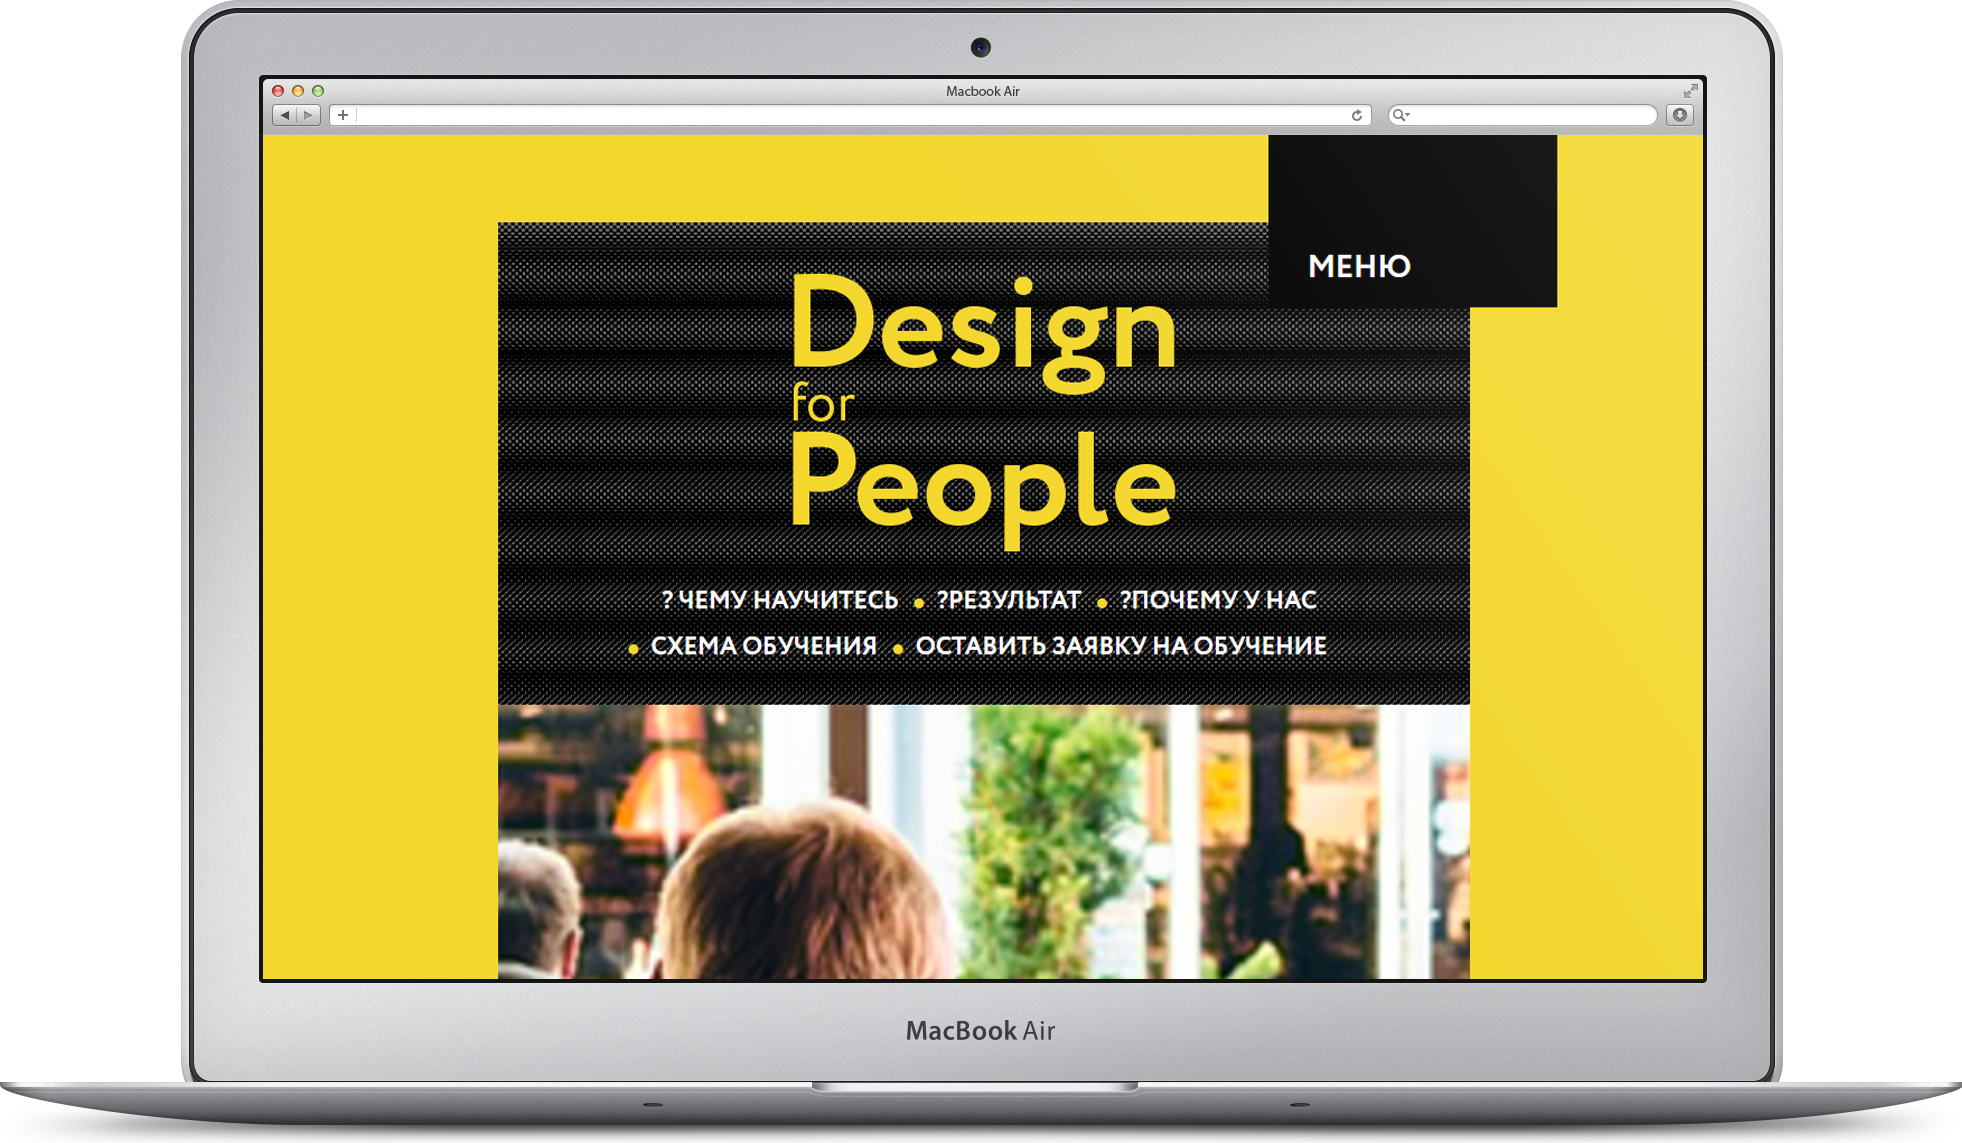 Macbook Air
МЕНЮ
Design
for
People
? ЧЕМУ НАУЧИТЕСЬ • ?РЕЗУЛЬТАТ • ?ПОЧЕМУ У НАС
• СХЕМА ОБУЧЕНИЯ • ОСТАВИТЬ ЗАЯВКУ НА ОБУЧЕНИЕ
MacBook Air